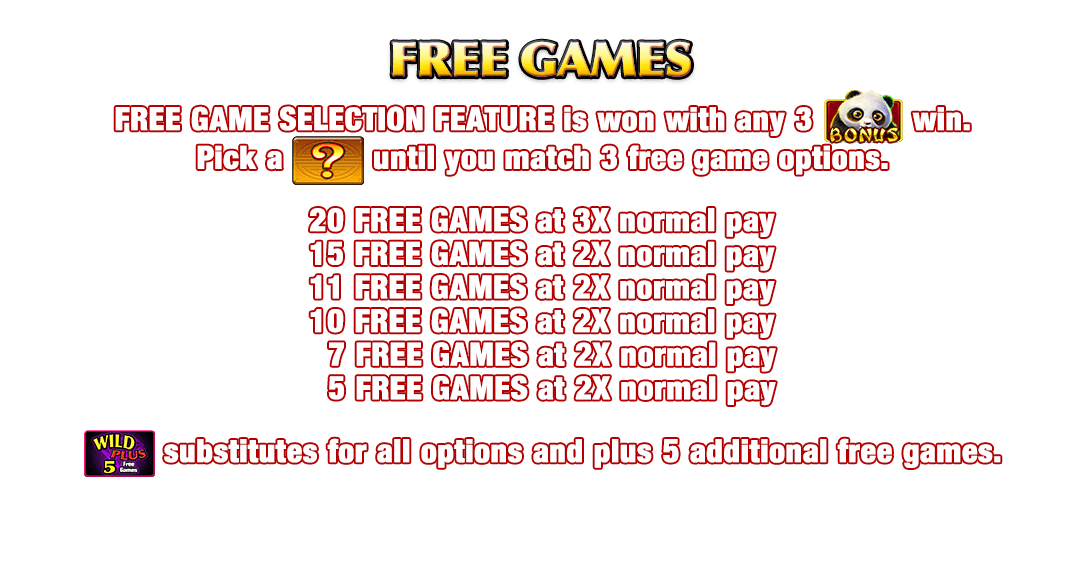 FREE GAMES
FREE GAME SELECTION FEATURE is won with any 3 BONUS win.
Pick a ? until you match 3 free game options.
20 FREE GAMES at 3X normal pay
15 FREE GAMES at 2X normal pay
11 FREE GAMES at 2X normal pay
10 FREE GAMES at 2X normal pay
7 FREE GAMES at 2X normal pay
5 FREE GAMES at 2X normal pay
WILD PLUS 5 Free Games substitutes for all options and plus 5 additional free games.